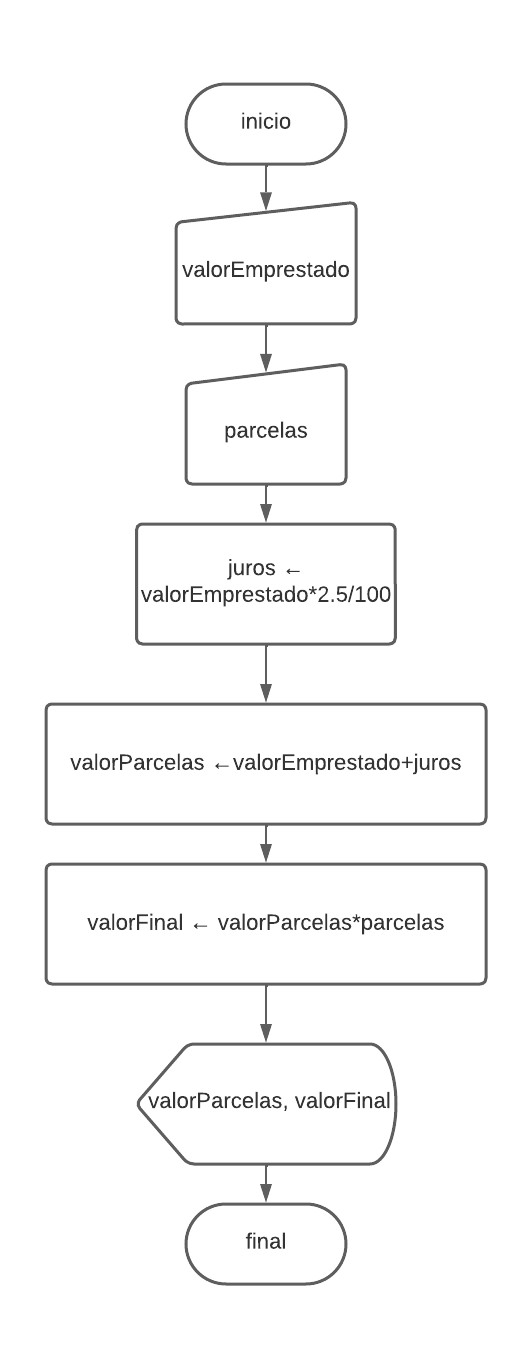 inicio
valorEmprestado
parcelas
juros ←
valorEmprestado*2.5/100
valorParcelas ←valorEmprestado+juros
valorFinal ← valorParcelas*parcelas
valorParcelas, valorFinal
final